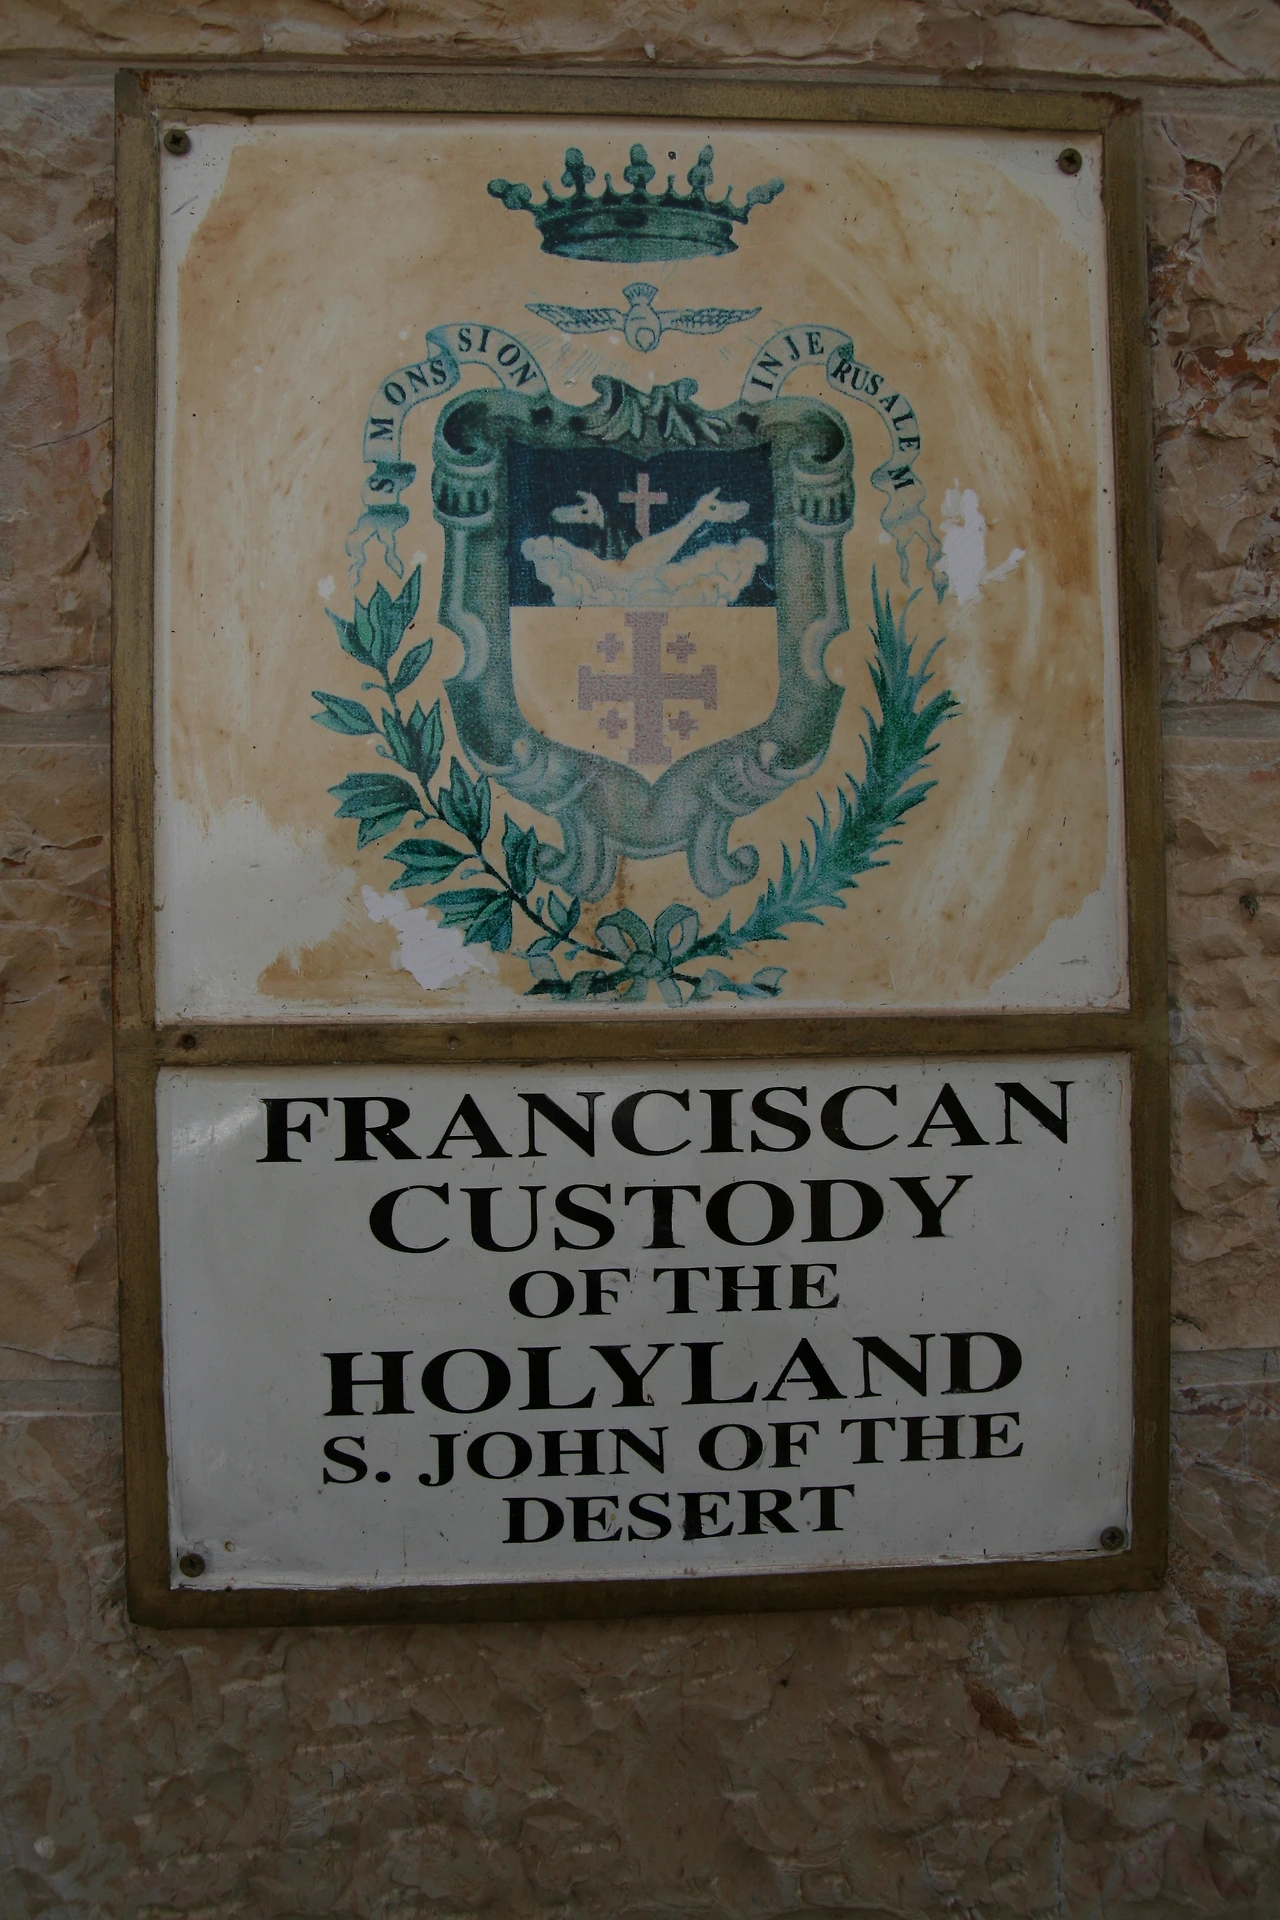 S MONS SION IN JERUSALEM
FRANCISCAN
CUSTODY
OF THE
HOLYLAND
S. JOHN OF THE
DESERT